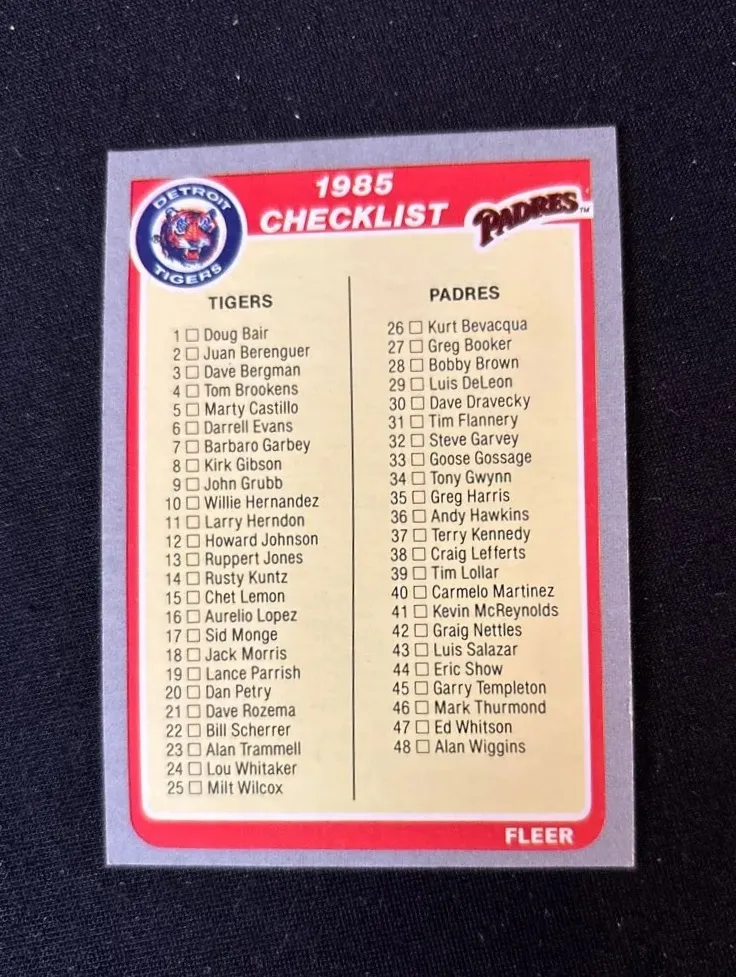 1985
CHECKLIST
DETROIT
TIGERS
PADRES™
TIGERS
1 ☐ Doug Bair
2 ☐ Juan Berenguer
3 ☐ Dave Bergman
4 ☐ Tom Brookens
5 ☐ Marty Castillo
6 ☐ Darrell Evans
7 ☐ Barbaro Garbey
8 ☐ Kirk Gibson
9 ☐ John Grubb
10 ☐ Willie Hernandez
11 ☐ Larry Herndon
12 ☐ Howard Johnson
13 ☐ Ruppert Jones
14 ☐ Rusty Kuntz
15 ☐ Chet Lemon
16 ☐ Aurelio Lopez
17 ☐ Sid Monge
18 ☐ Jack Morris
19 ☐ Lance Parrish
20 ☐ Dan Petry
21 ☐ Dave Rozema
22 ☐ Bill Scherrer
23 ☐ Alan Trammell
24 ☐ Lou Whitaker
25 ☐ Milt Wilcox
PADRES
26 ☐ Kurt Bevacqua
27 ☐ Greg Booker
28 ☐ Bobby Brown
29 ☐ Luis DeLeon
30 ☐ Dave Dravecky
31 ☐ Tim Flannery
32 ☐ Steve Garvey
33 ☐ Goose Gossage
34 ☐ Tony Gwynn
35 ☐ Greg Harris
36 ☐ Andy Hawkins
37 ☐ Terry Kennedy
38 ☐ Craig Lefferts
39 ☐ Tim Lollar
40 ☐ Carmelo Martinez
41 ☐ Kevin McReynolds
42 ☐ Graig Nettles
43 ☐ Luis Salazar
44 ☐ Eric Show
45 ☐ Garry Templeton
46 ☐ Mark Thurmond
47 ☐ Ed Whitson
48 ☐ Alan Wiggins
FLEER